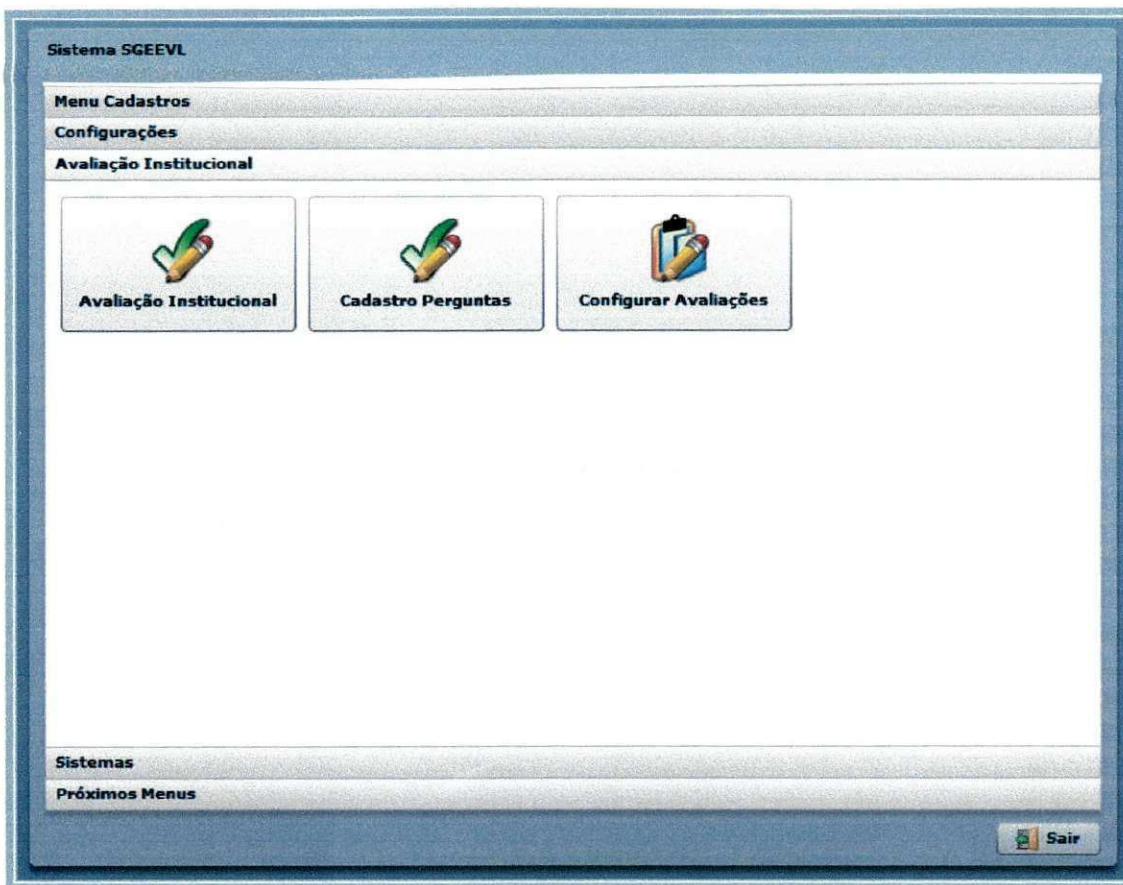 Sistema SGEEVL
Menu Cadastros
Configurações
Avaliação Institucional
Avaliação Institucional
Cadastro Perguntas
Configurar Avaliações
Sistemas
Próximos Menus
Sair